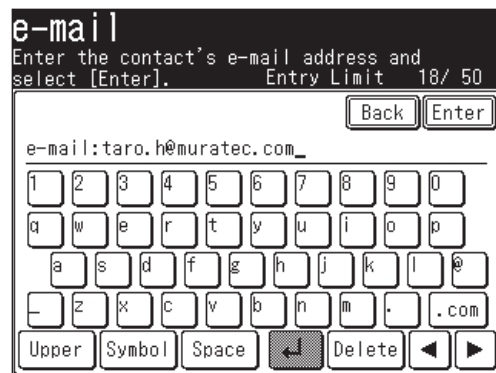 e-mail
Enter the contact's e-mail address and
select [Enter]. Entry Limit 18/ 50
Back Enter
e-mail:taro.h@muratec.com_
1 2 3 4 5 6 7 8 9 0
q w e r t y u i o p
a s d f g h j k l @
_ z x c v b n m . .com
Upper Symbol Space ↵ Delete ◀ ▶